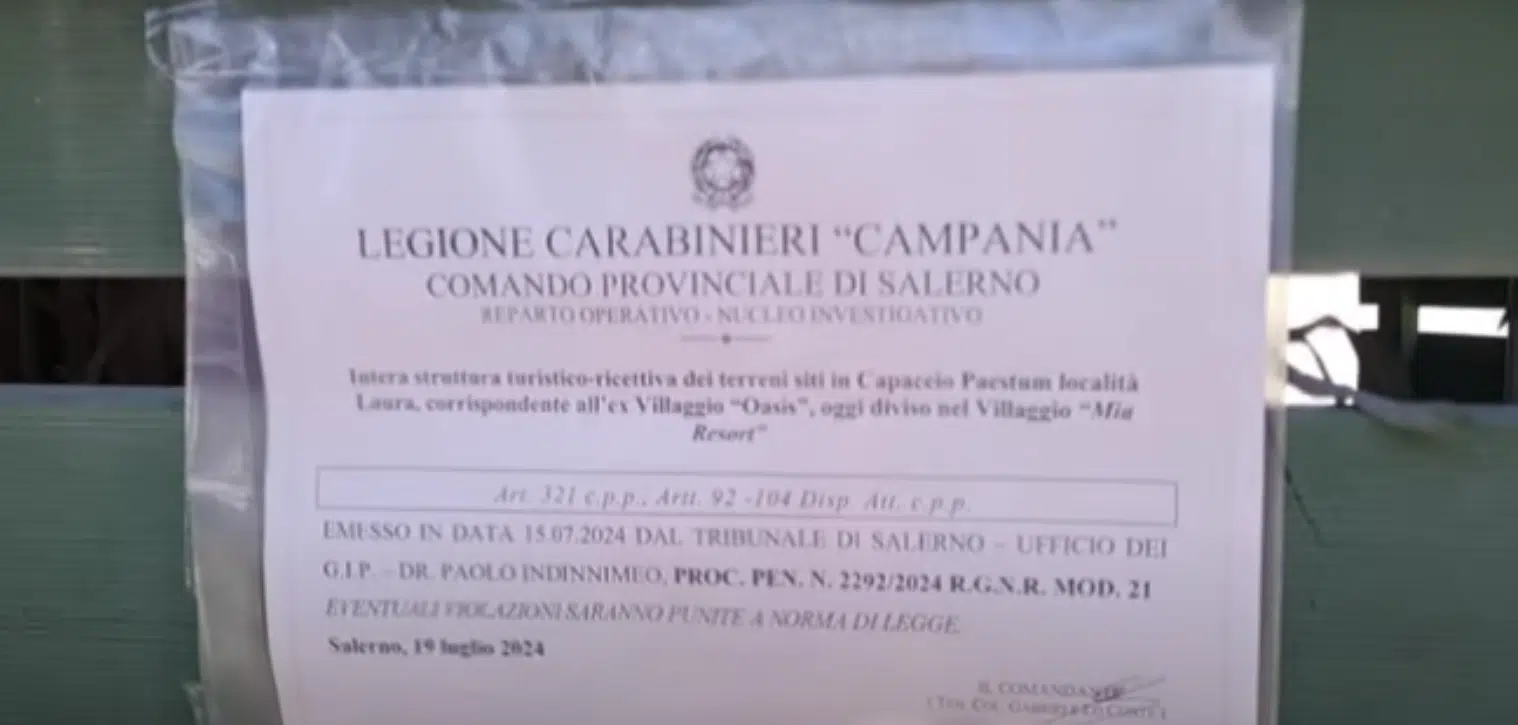 LEGIONE CARABINIERI “CAMPANIA”
COMANDO PROVINCIALE DI SALERNO
REPARTO OPERATIVO - NUCLEO INVESTIGATIVO
Intera struttura turistico-ricettiva dei terreni siti in Capaccio Paestum località
Laura, corrispondente all'ex Villaggio “Oasis”, oggi diviso nel Villaggio “Mia
Resort”
Art. 321 c.p.p., Artt. 92 -104 Disp. Att. c.p.p.
EMESSO IN DATA 15.07.2024 DAL TRIBUNALE DI SALERNO – UFFICIO DEI
G.I.P. – DR. PAOLO INDINNIMEO, PROC. PEN. N. 2292/2024 R.G.N.R. MOD. 21
EVENTUALI VIOLAZIONI SARANNO PUNITE A NORMA DI LEGGE.
Salerno, 19 luglio 2024
IL COMANDANTE